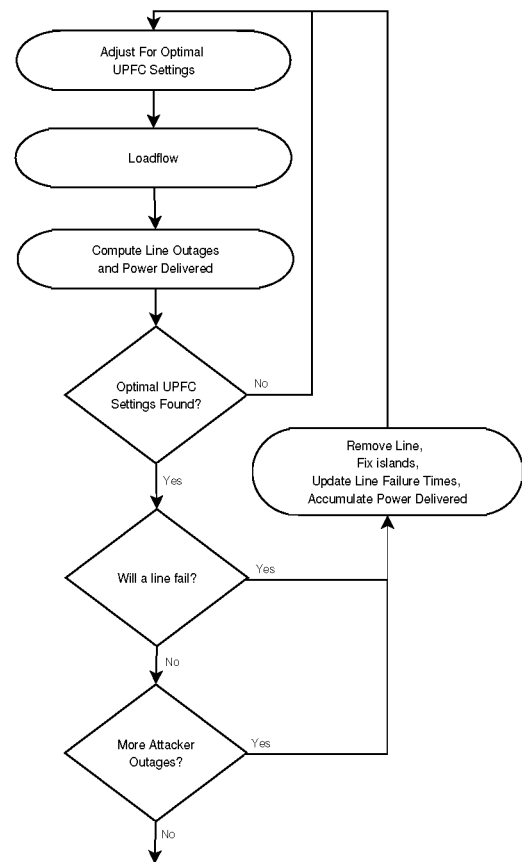 Adjust For Optimal
UPFC Settings
Loadflow
Compute Line Outages
and Power Delivered
Optimal UPFC
Settings Found?
No
Yes
Remove Line,
Fix islands,
Update Line Failure Times,
Accumulate Power Delivered
Will a line fail?
Yes
No
More Attacker
Outages?
Yes
No